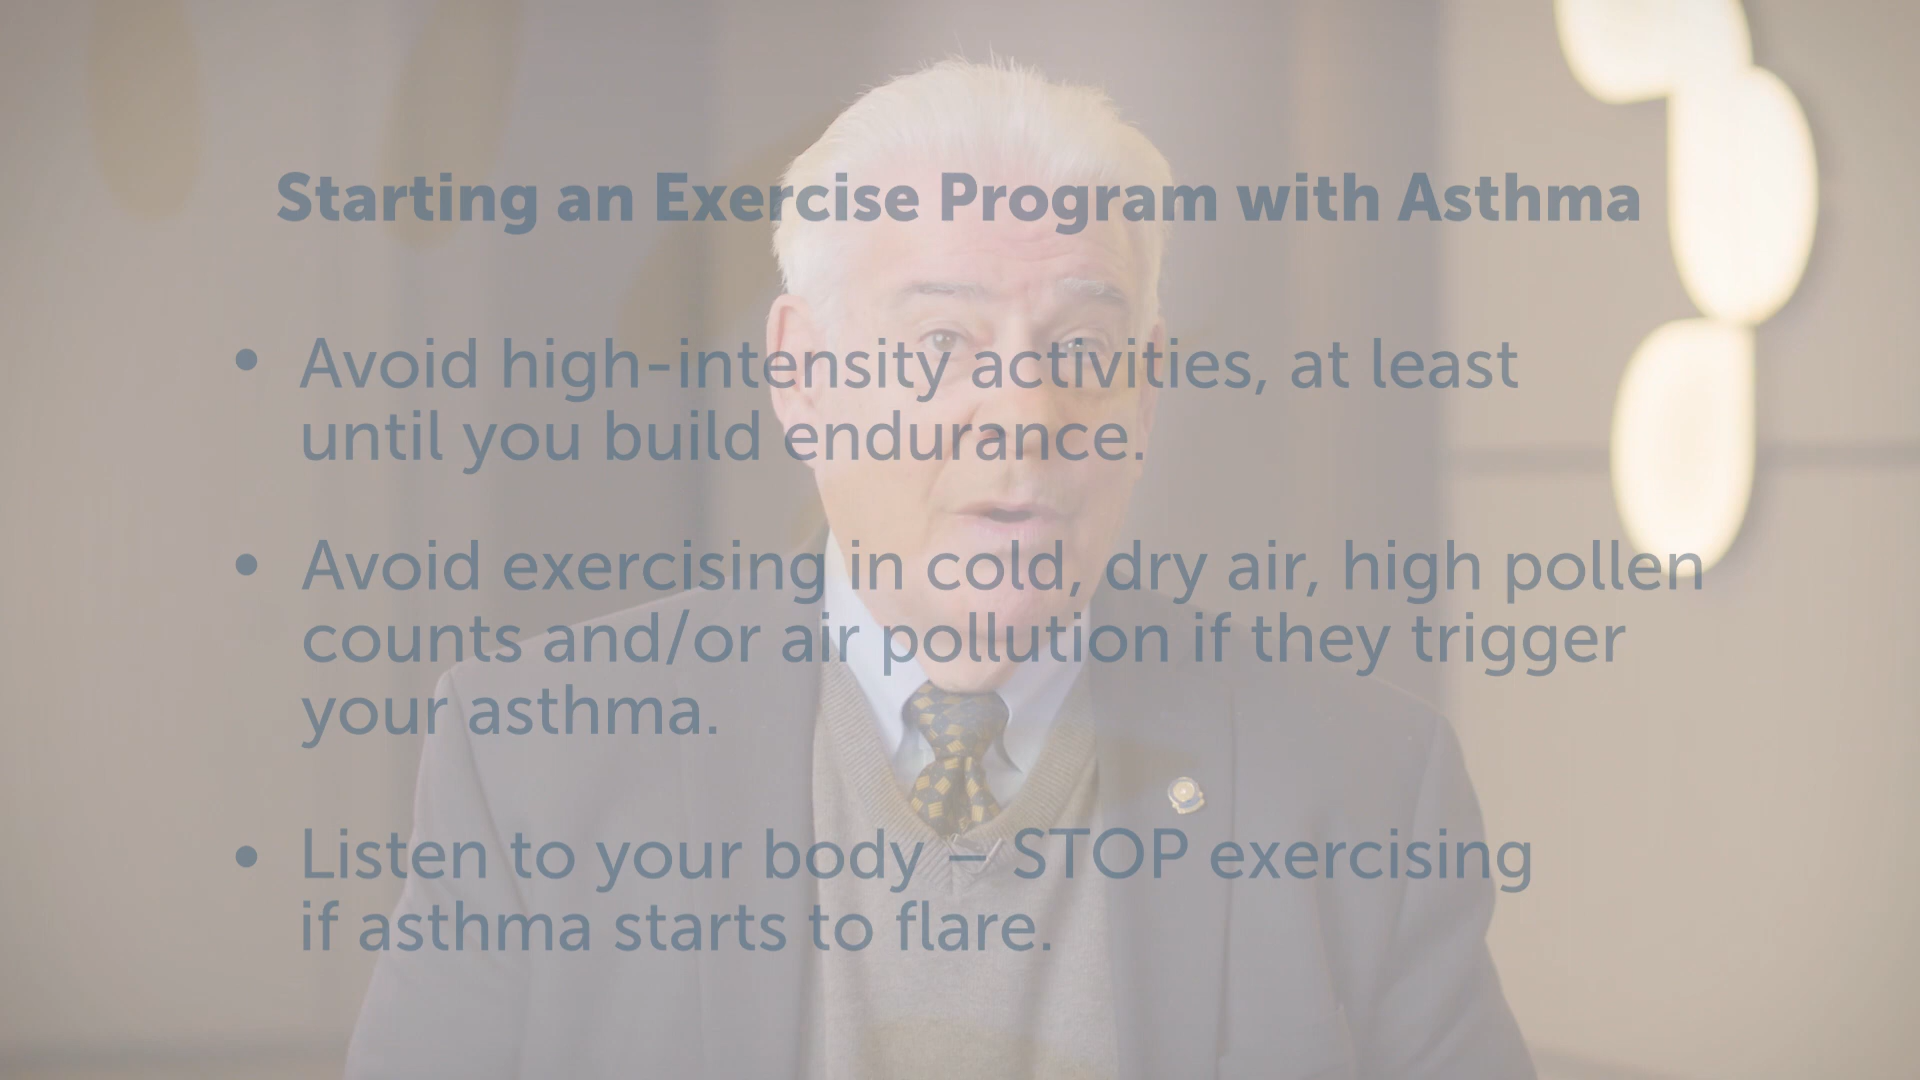 Starting an Exercise Program with Asthma
• Avoid high-intensity activities, at least
until you build endurance.
• Avoid exercising in cold, dry air, high pollen
counts and/or air pollution if they trigger
your asthma.
• Listen to your body – STOP exercising
if asthma starts to flare.